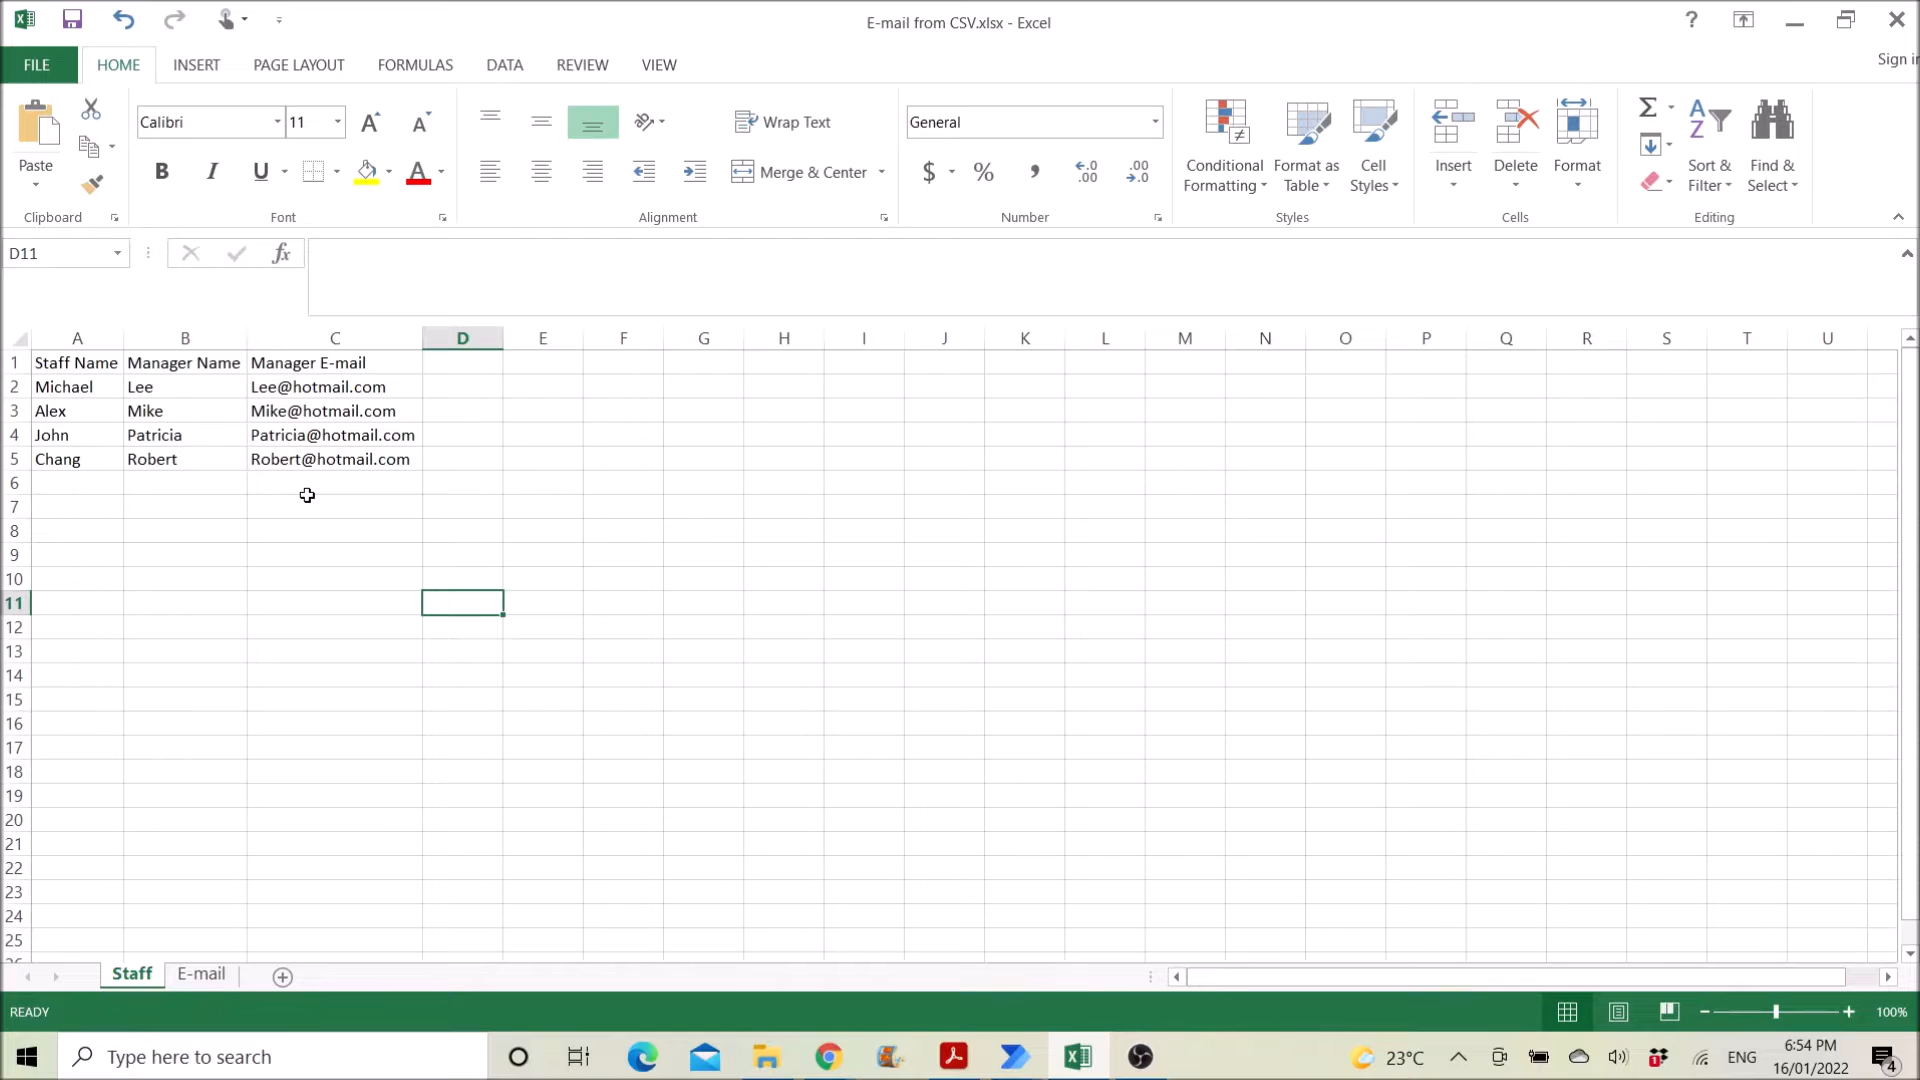 E-mail from CSV.xlsx - Excel
?
FILE HOME INSERT PAGE LAYOUT FORMULAS DATA REVIEW VIEW
Sign in
Calibri 11 Wrap Text General
Paste B I U A Merge & Center $ % Conditional Formatting Format as Table Cell Styles Insert Delete Format Sort & Filter Find & Select
Clipboard Font Alignment Number Styles Cells Editing
D11 fx
A B C D E F G H I J K L M N O P Q R S T U
1 Staff Name Manager Name Manager E-mail
2 Michael Lee Lee@hotmail.com
3 Alex Mike Mike@hotmail.com
4 John Patricia Patricia@hotmail.com
5 Chang Robert Robert@hotmail.com
6
7
8
9
10
11
12
13
14
15
16
17
18
19
20
21
22
23
24
25
Staff E-mail
READY 100%
Type here to search 23°C ENG 6:54 PM
16/01/2022 4